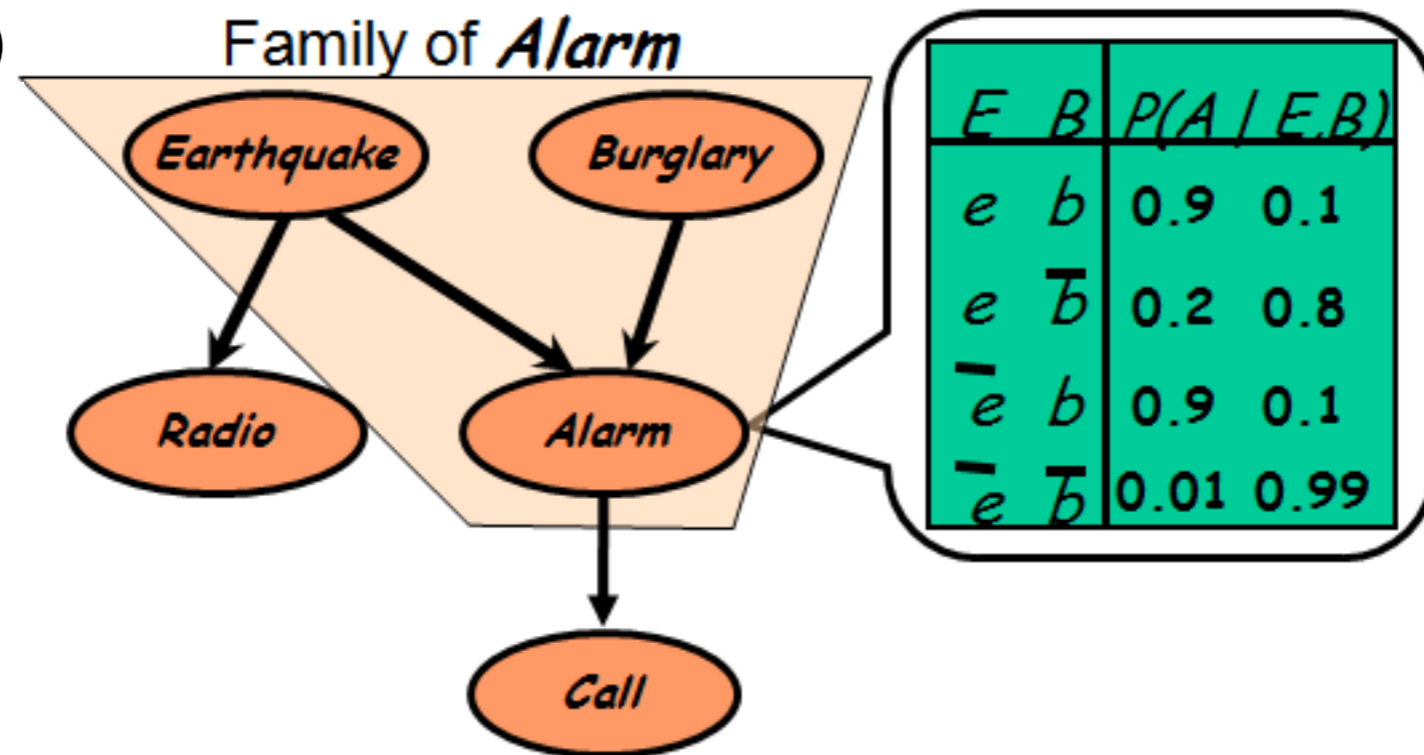 )
Family of Alarm
Earthquake
Burglary
Radio
Alarm
Call
E B P(A | E,B)
e b 0.9 0.1
e b̅ 0.2 0.8
e̅ b 0.9 0.1
e̅ b̅ 0.01 0.99